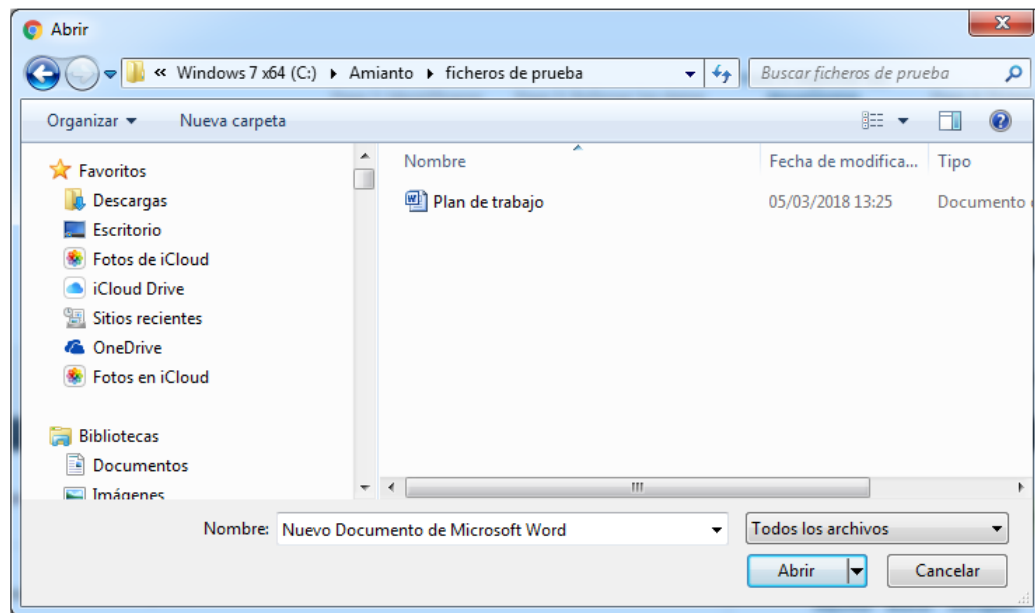 Abrir
« Windows 7 x64 (C:) ▸ Amianto ▸ ficheros de prueba
Buscar ficheros de prueba
Organizar
Nueva carpeta
Favoritos
Descargas
Escritorio
Fotos de iCloud
iCloud Drive
Sitios recientes
OneDrive
Fotos en iCloud
Bibliotecas
Documentos
Imágenes
Nombre
Fecha de modifica...
Tipo
Plan de trabajo
05/03/2018 13:25
Documento
Nombre:
Nuevo Documento de Microsoft Word
Todos los archivos
Abrir
Cancelar